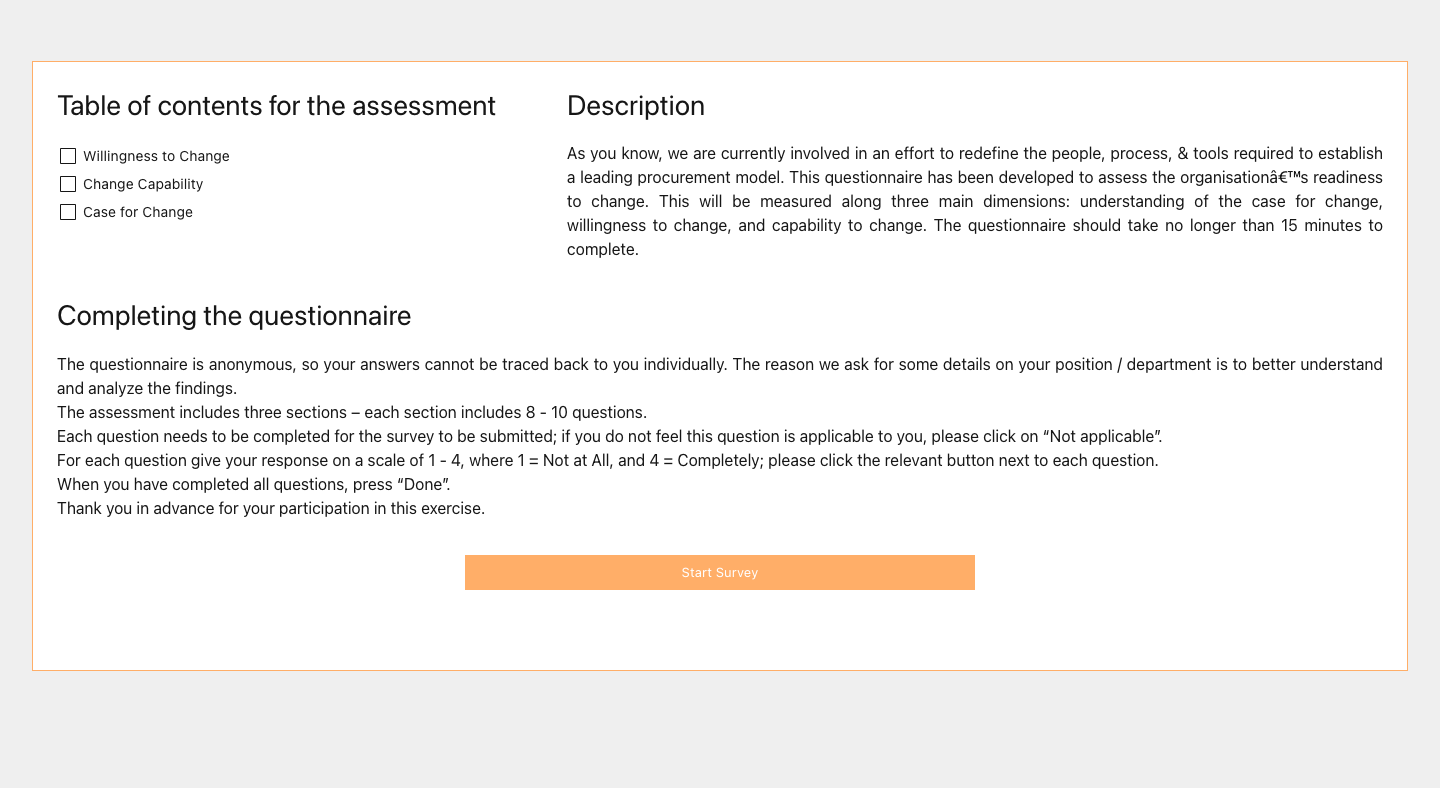 Table of contents for the assessment
Willingness to Change
Change Capability
Case for Change
Description
As you know, we are currently involved in an effort to redefine the people, process, & tools required to establish
a leading procurement model. This questionnaire has been developed to assess the organisationâ€™s readiness
to change. This will be measured along three main dimensions: understanding of the case for change,
willingness to change, and capability to change. The questionnaire should take no longer than 15 minutes to
complete.
Completing the questionnaire
The questionnaire is anonymous, so your answers cannot be traced back to you individually. The reason we ask for some details on your position / department is to better understand
and analyze the findings.
The assessment includes three sections – each section includes 8 - 10 questions.
Each question needs to be completed for the survey to be submitted; if you do not feel this question is applicable to you, please click on “Not applicable”.
For each question give your response on a scale of 1 - 4, where 1 = Not at All, and 4 = Completely; please click the relevant button next to each question.
When you have completed all questions, press “Done”.
Thank you in advance for your participation in this exercise.
Start Survey